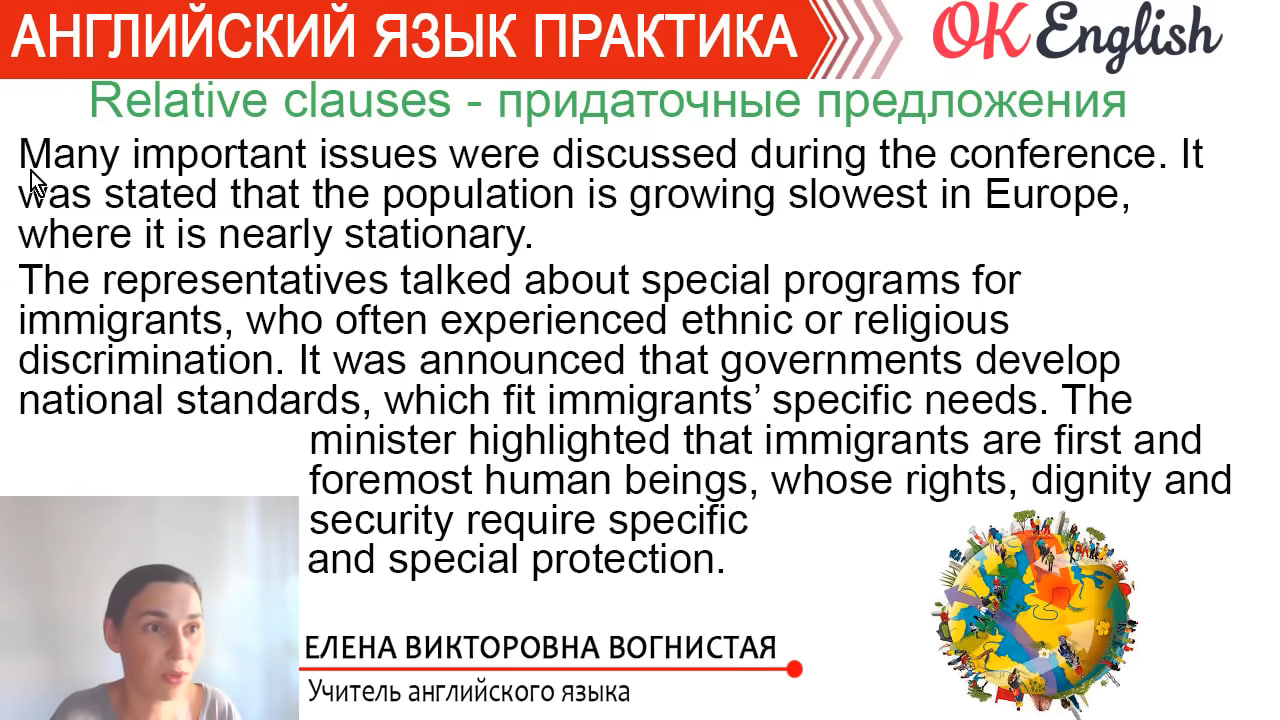 АНГЛИЙСКИЙ ЯЗЫК ПРАКТИКА
OK English
Relative clauses - придаточные предложения
Many important issues were discussed during the conference. It
was stated that the population is growing slowest in Europe,
where it is nearly stationary.
The representatives talked about special programs for
immigrants, who often experienced ethnic or religious
discrimination. It was announced that governments develop
national standards, which fit immigrants’ specific needs. The
minister highlighted that immigrants are first and
foremost human beings, whose rights, dignity and
security require specific
and special protection.
ЕЛЕНА ВИКТОРОВНА ВОГНИСТАЯ
Учитель английского языка